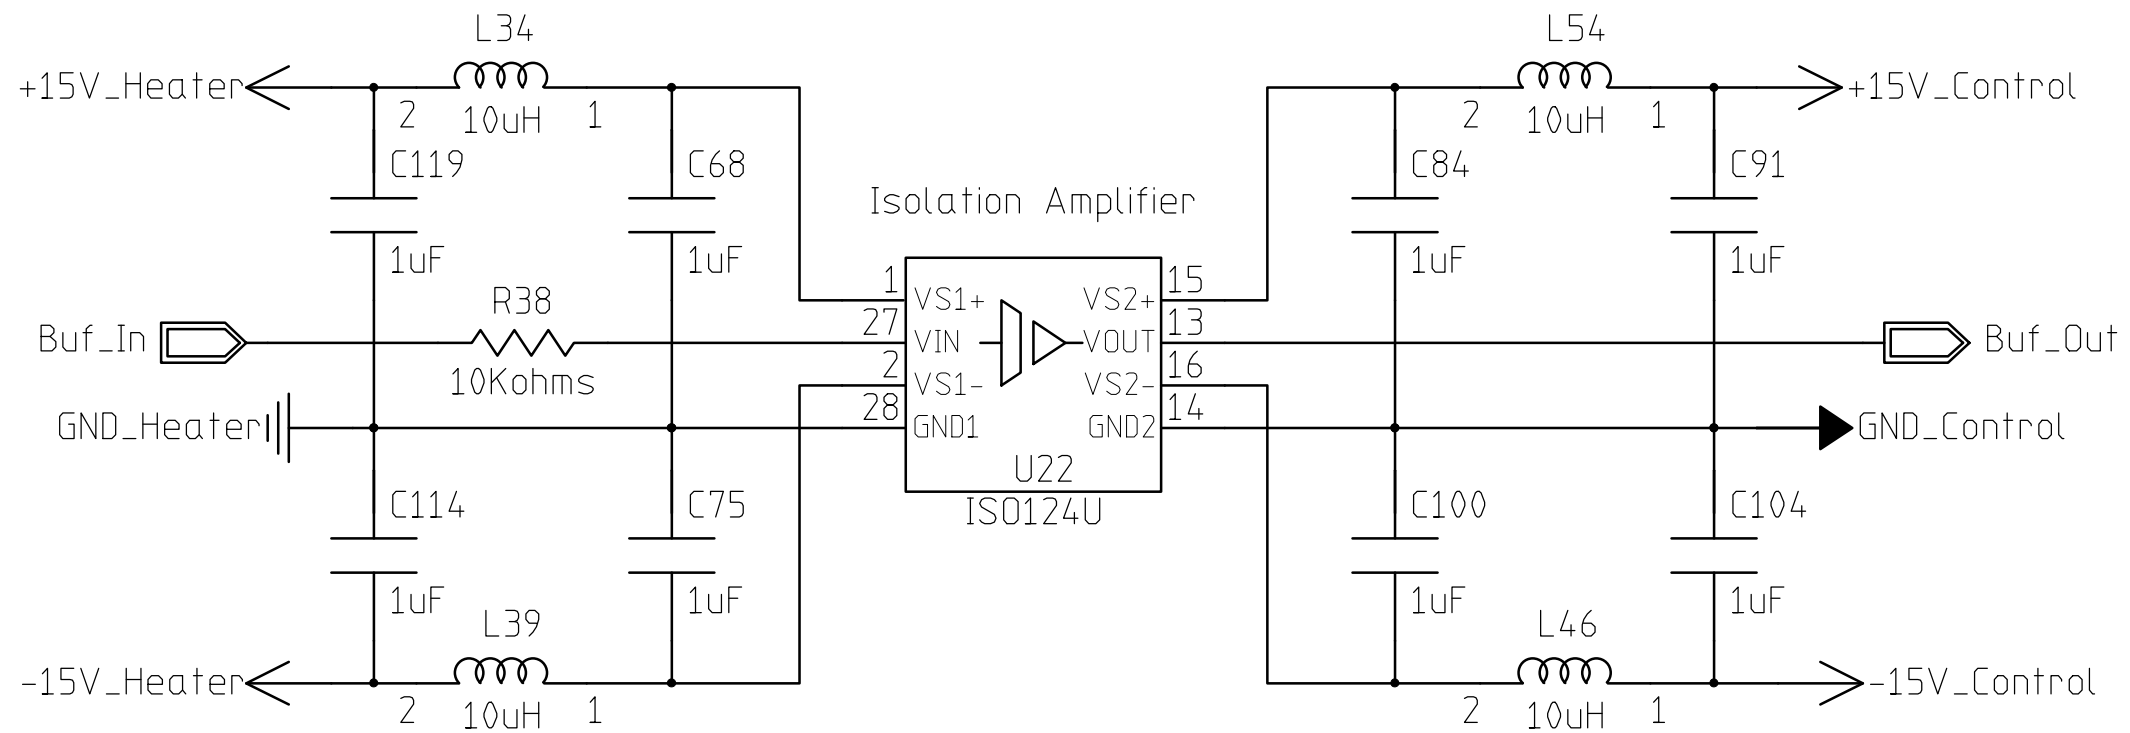 L34
L54
+15V_Heater
2
10uH
1
2
10uH
1
+15V_Control
C119
C68
C84
C91
Isolation Amplifier
1uF
1uF
1uF
1uF
1
VS1+
VS2+
15
R38
27
VIN
VOUT
13
Buf_In
Buf_Out
10Kohms
2
VS1-
VS2-
16
28
GND1
GND2
14
GND_Heater
GND_Control
U22
ISO124U
C114
C75
C100
C104
1uF
1uF
1uF
1uF
L39
L46
-15V_Heater
2
10uH
1
2
10uH
1
-15V_Control